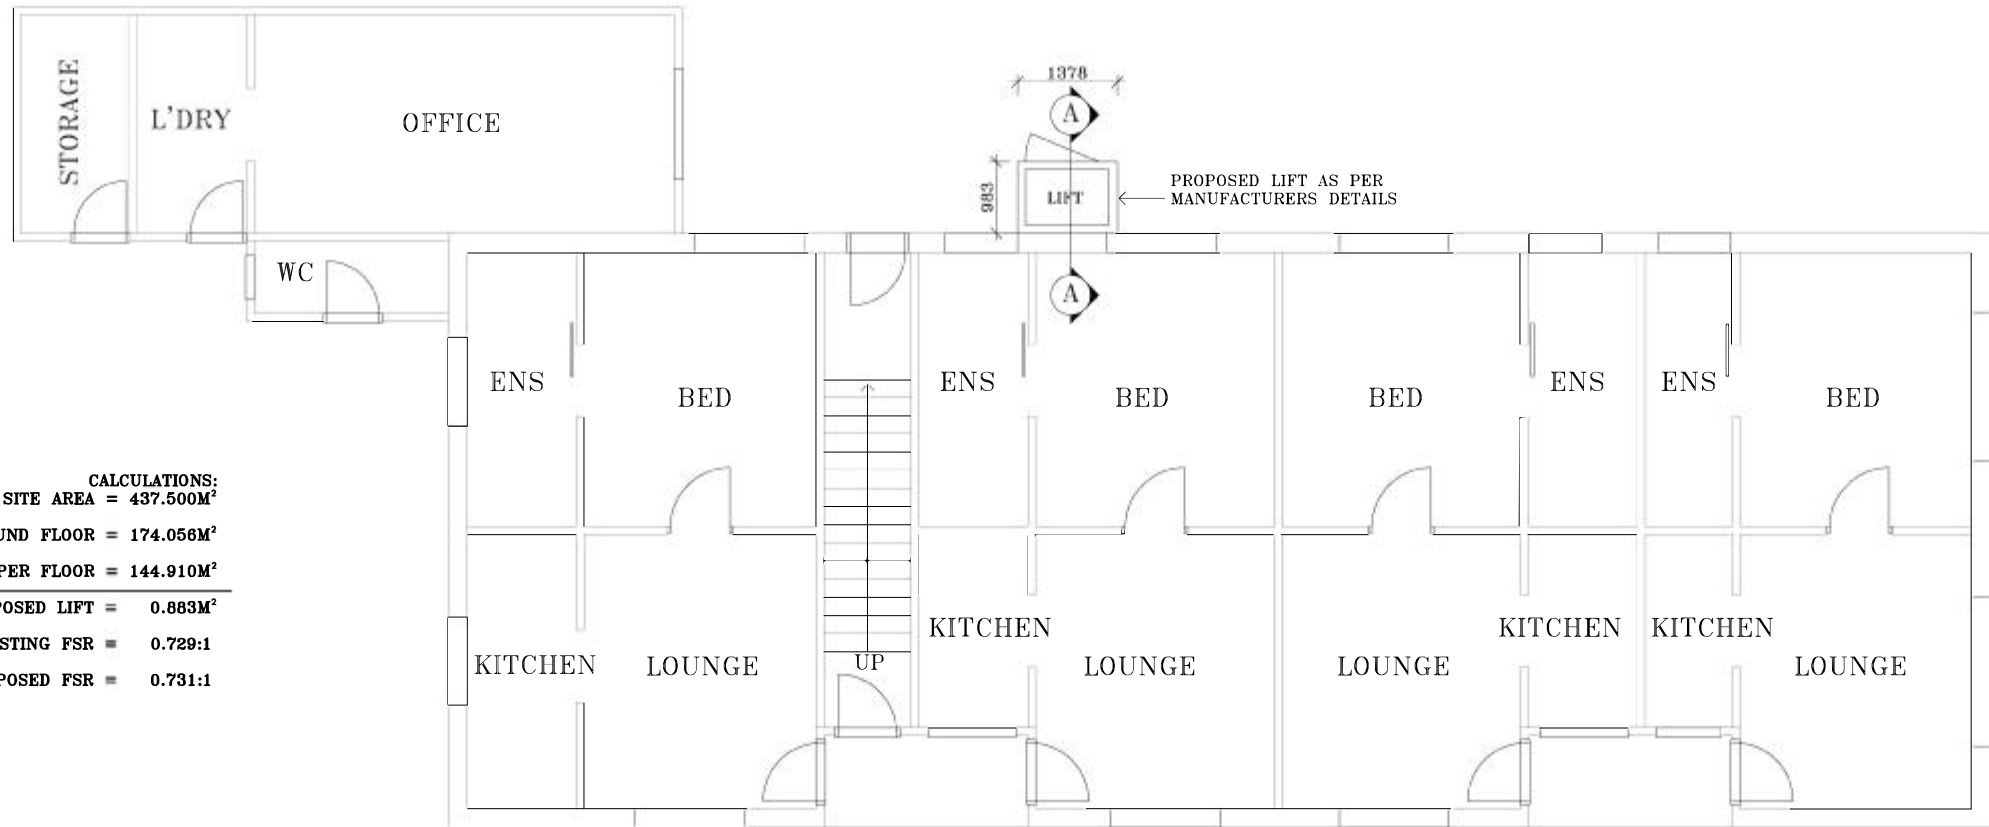 STORAGE
L'DRY
OFFICE
1378
A
983
LIFT
PROPOSED LIFT AS PER
MANUFACTURERS DETAILS
WC
A
ENS
BED
ENS
BED
BED
ENS
ENS
BED
CALCULATIONS:
SITE AREA = 437.500M²
UND FLOOR = 174.056M²
PER FLOOR = 144.910M²
POSED LIFT = 0.883M²
STING FSR = 0.729:1
POSED FSR = 0.731:1
KITCHEN
LOUNGE
UP
KITCHEN
LOUNGE
LOUNGE
KITCHEN
KITCHEN
LOUNGE